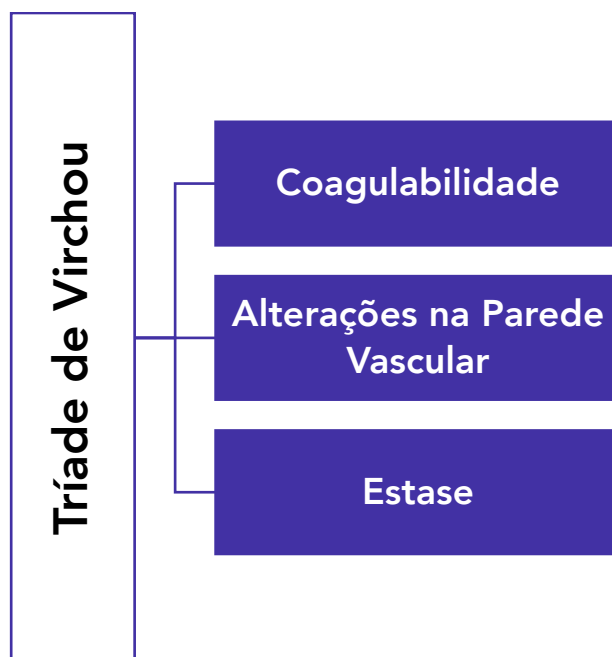 Tríade de Virchou
Coagulabilidade
Alterações na Parede
Vascular
Estase